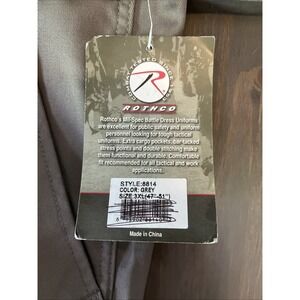 ROTHCO
Rothco's Mil-Spec Battle Dress Uniforms
are excellent for public safety and uniform
personnel looking for tough tactical
uniforms. Extra cargo pockets, bar tacked
stress points and double stitching make
them functional and durable. Comfortable
fit recommended for all tactical and work
applications.
STYLE:8814
COLOR: GREY
SIZE:3XL(47"-51")
Made in China